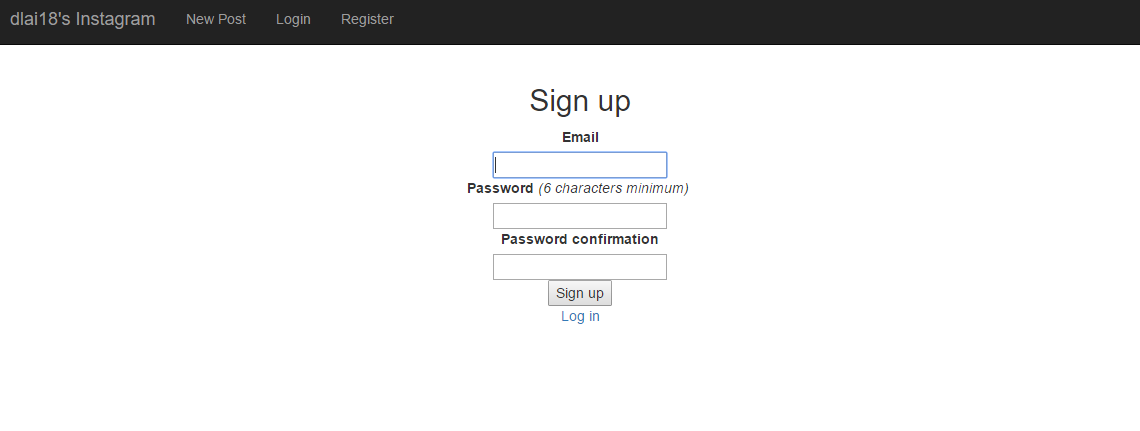 dlai18's Instagram New Post Login Register
Sign up
Email
Password (6 characters minimum)
Password confirmation
Sign up
Log in